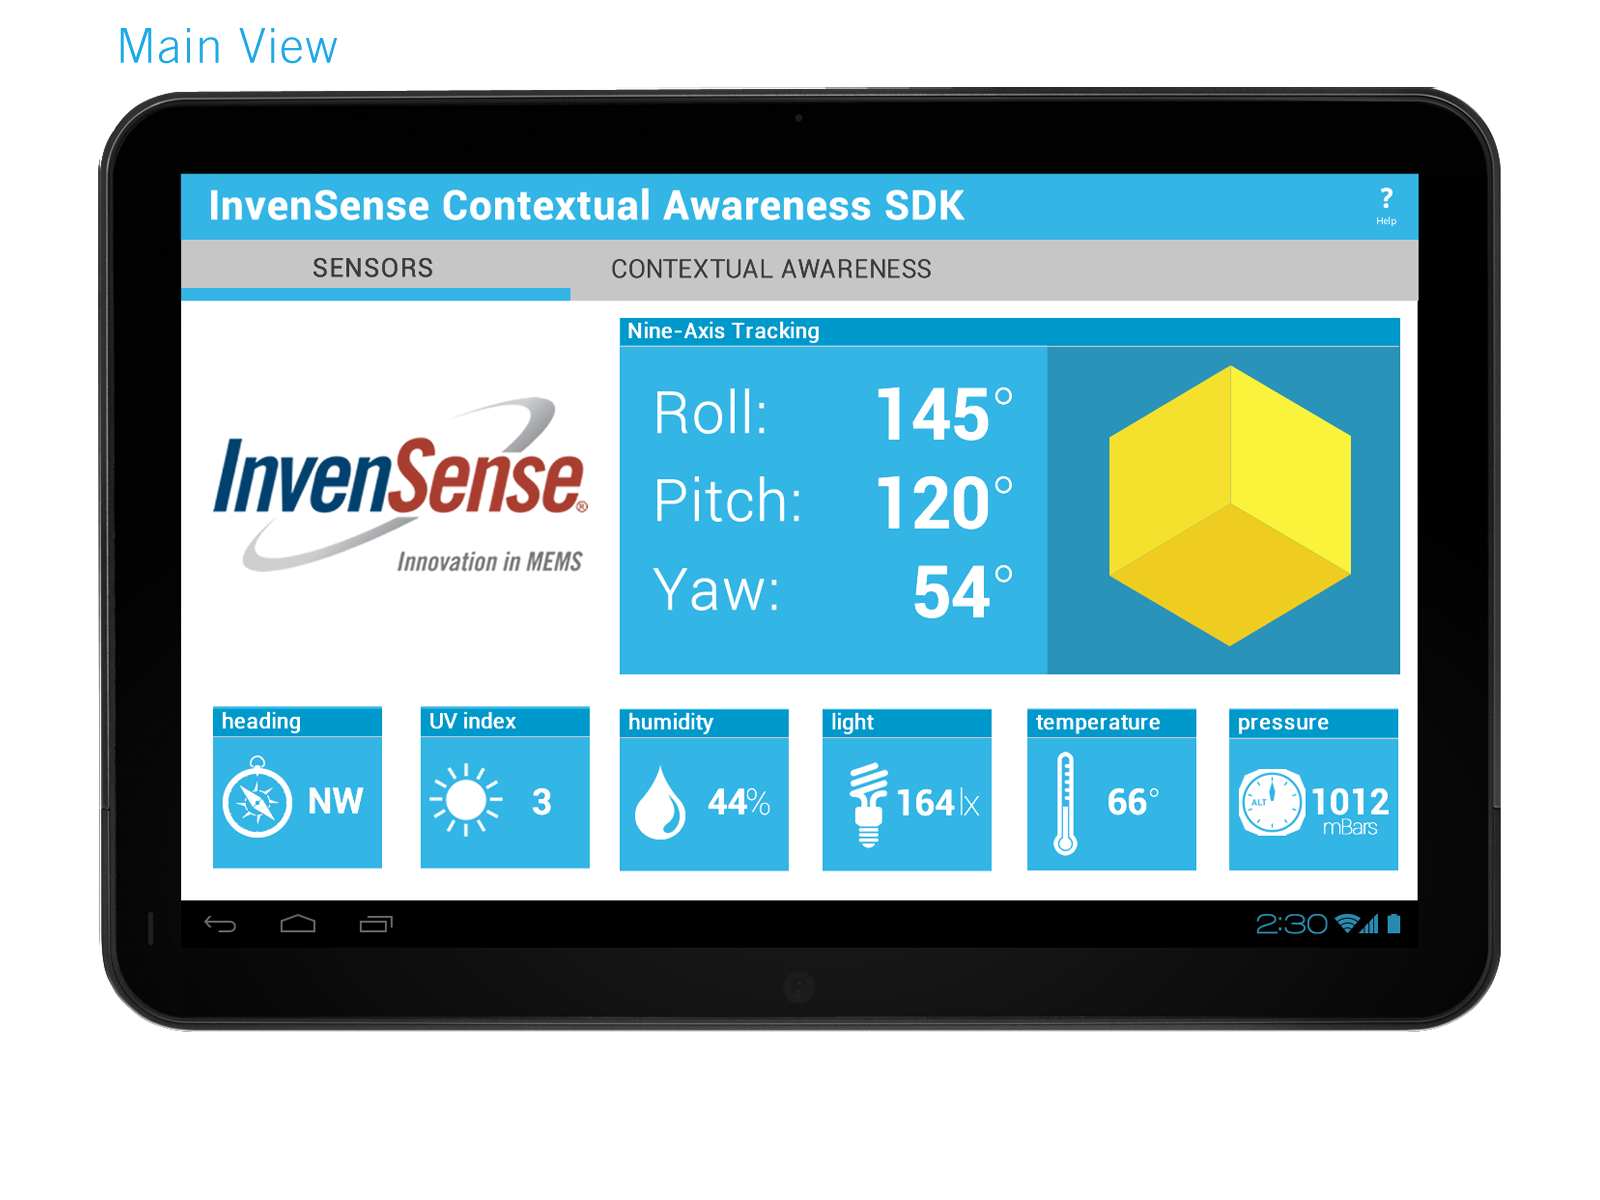 Main View
InvenSense Contextual Awareness SDK
?
Help
SENSORS
CONTEXTUAL AWARENESS
InvenSense®
Innovation in MEMS
Nine-Axis Tracking
Roll: 145°
Pitch: 120°
Yaw: 54°
heading
NW
UV index
3
humidity
44%
light
164 lx
temperature
66°
pressure
ALT
1012
mBars
2:30